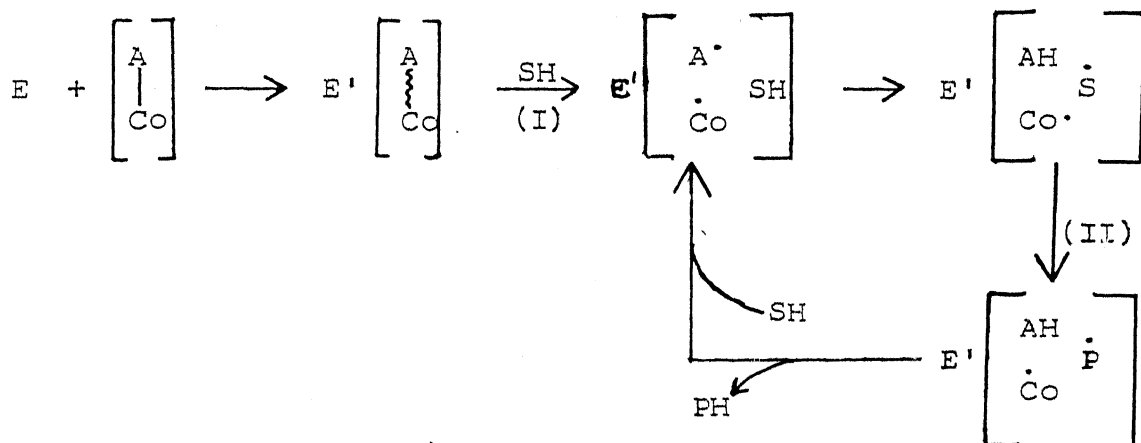 A A A˙ AH
E + Co E' Co SH (I) E' ˙Co SH E' Ṡ Co˙
(II)
SH
AH
E' ˙Co Ṗ
PH